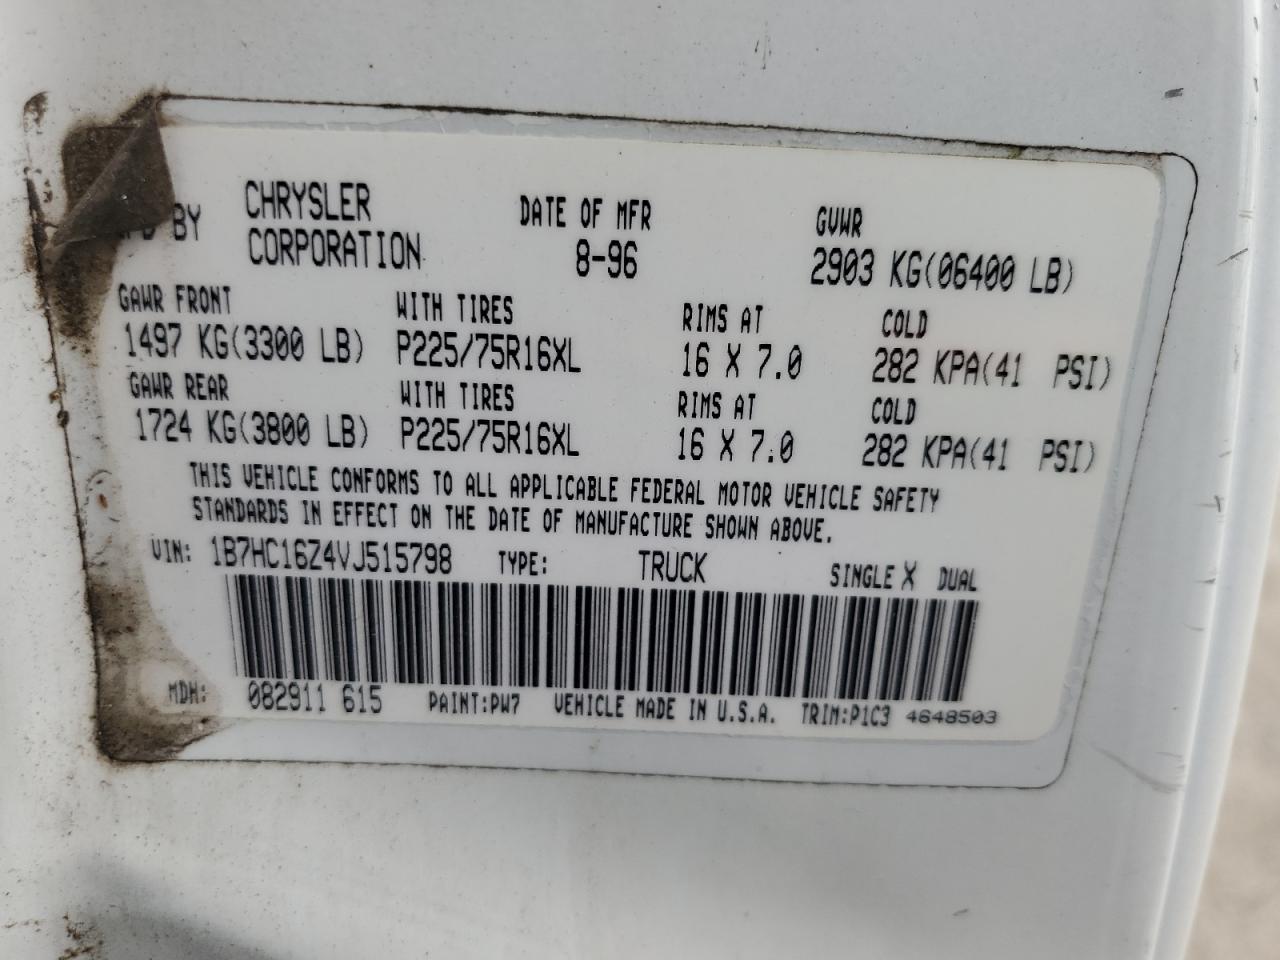 BY CHRYSLER CORPORATION DATE OF MFR 8-96 GVWR 2903 KG(06400 LB)
GAWR FRONT WITH TIRES RIMS AT COLD
1497 KG(3300 LB) P225/75R16XL 16 X 7.0 282 KPA(41 PSI)
GAWR REAR WITH TIRES RIMS AT COLD
1724 KG(3800 LB) P225/75R16XL 16 X 7.0 282 KPA(41 PSI)
THIS VEHICLE CONFORMS TO ALL APPLICABLE FEDERAL MOTOR VEHICLE SAFETY
STANDARDS IN EFFECT ON THE DATE OF MANUFACTURE SHOWN ABOVE.
VIN: 1B7HC16Z4VJ515798 TYPE: TRUCK SINGLE X DUAL
MDH: 082911 615 PAINT:PW7 VEHICLE MADE IN U.S.A. TRIM:P1C3 4648503